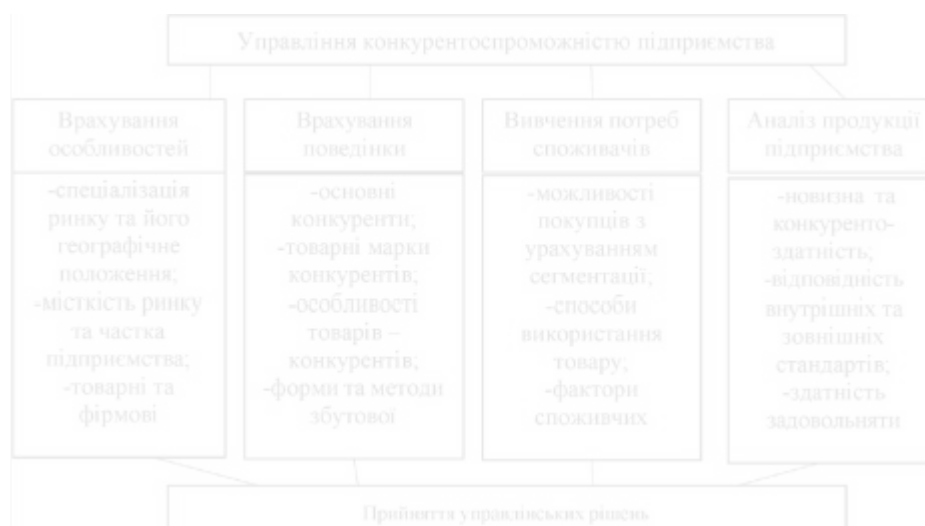 Управління конкурентоспроможністю підприємства
Врахування
особливостей
-спеціалізація
ринку та його
географічне
положення;
-місткість ринку
та частка
підприємства;
-товарні та
фірмові
Врахування
поведінки
-основні
конкуренти;
-товарні марки
конкурентів;
-особливості
товарів –
конкурентів;
-форми та методи
збутової
Вивчення потреб
споживачів
-можливості
покупців з
урахуванням
сегментації;
-способи
використання
товару;
-фактори
споживчих
Аналіз продукції
підприємства
-новизна та
конкуренто-
здатність;
-відповідність
внутрішніх та
зовнішніх
стандартів;
-здатність
задовольняти
Прийняття управлінських рішень